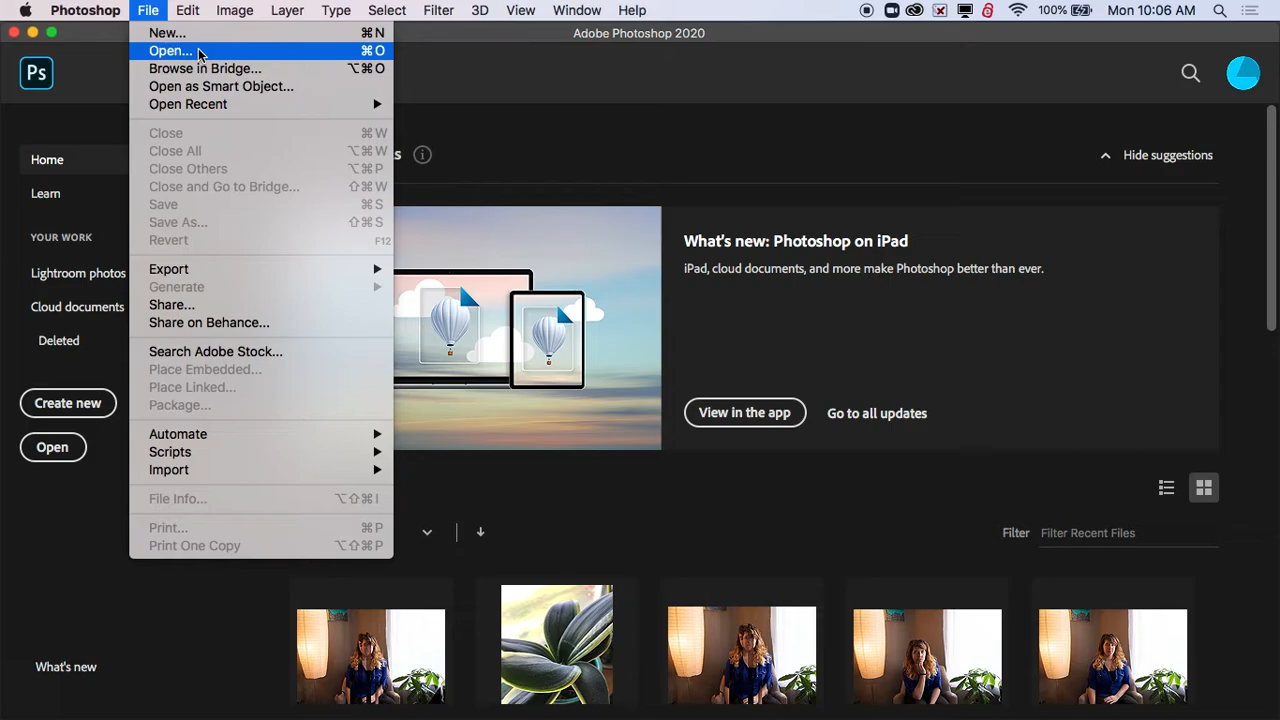 Photoshop File Edit Image Layer Type Select Filter 3D View Window Help 100% Mon 10:06 AM
Adobe Photoshop 2020
Ps
New... ⌘N
Open... ⌘O
Browse in Bridge... ⌥⌘O
Open as Smart Object...
Open Recent
Close ⌘W
Close All ⌥⌘W
Close Others ⌥⌘P
Close and Go to Bridge... ⇧⌘W
Save ⌘S
Save As... ⇧⌘S
Revert F12
Export
Generate
Share...
Share on Behance...
Search Adobe Stock...
Place Embedded...
Place Linked...
Package...
Automate
Scripts
Import
File Info... ⌥⇧⌘I
Print... ⌘P
Print One Copy ⌥⇧⌘P
Home
Learn
YOUR WORK
Lightroom photos
Cloud documents
Deleted
Create new
Open
What's new
s
Hide suggestions
What's new: Photoshop on iPad
iPad, cloud documents, and more make Photoshop better than ever.
View in the app Go to all updates
Filter Filter Recent Files